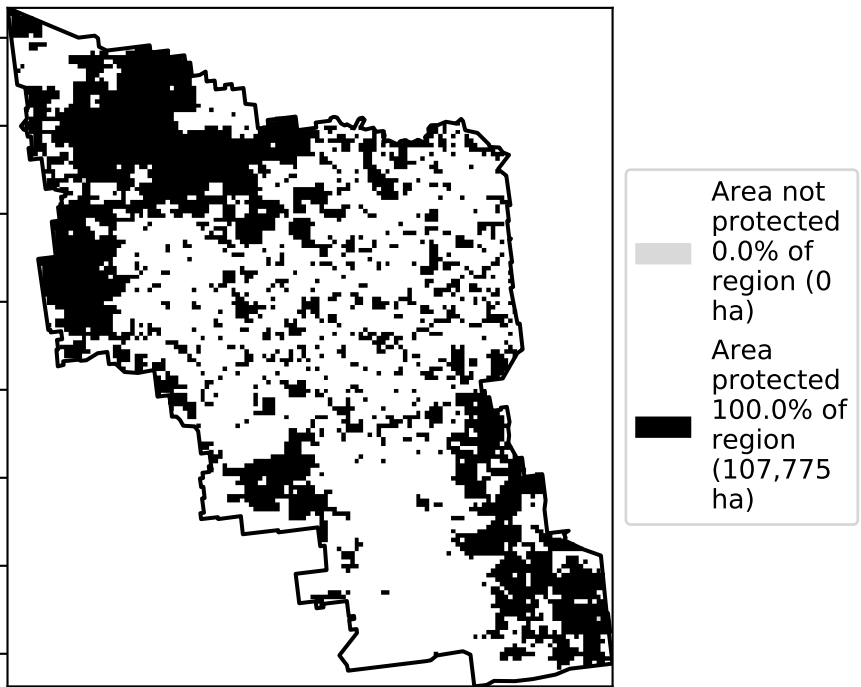 Area not
protected
0.0% of
region (0
ha)
Area
protected
100.0% of
region
(107,775
ha)